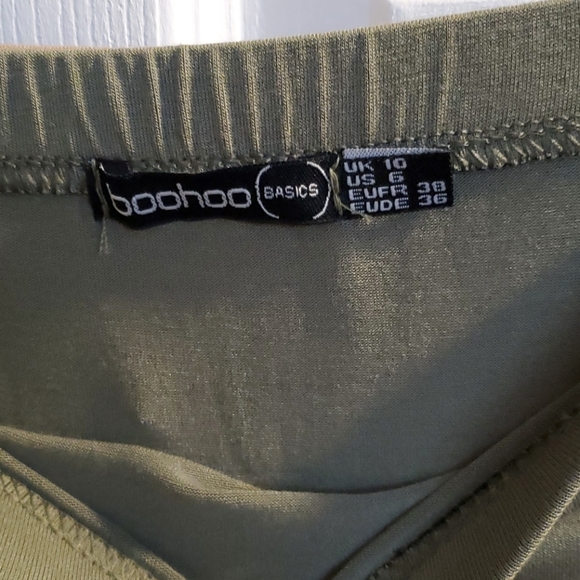 boohoo BASICS
UK 10
US 6
EUFR 38
EUDE 36